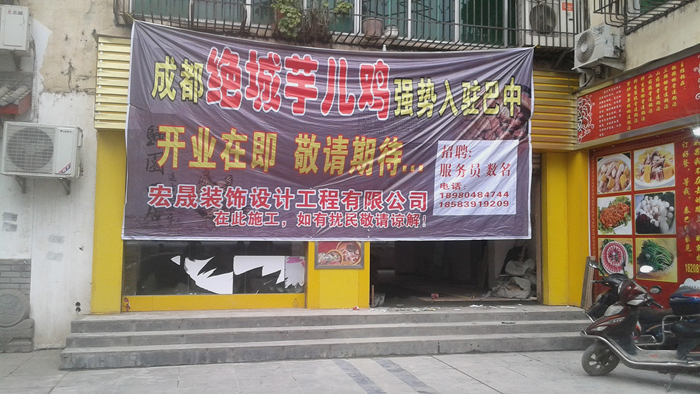 成都绝城芋儿鸡强势入驻巴中
开业在即 敬请期待...
招聘:
服务员数名
电话
18980484744
18583919209
宏晟装饰设计工程有限公司
在此施工，如有扰民敬请谅解!